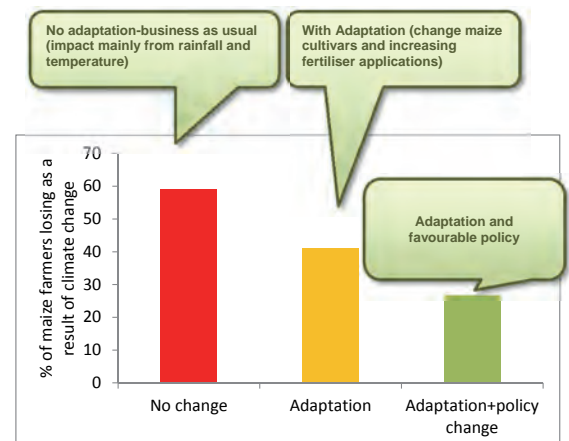 No adaptation-business as usual
(impact mainly from rainfall and
temperature)
With Adaptation (change maize
cultivars and increasing
fertiliser applications)
Adaptation and
favourable policy
% of maize farmers losing as a
result of climate change
70
60
50
40
30
20
10
0
No change
Adaptation
Adaptation+policy
change